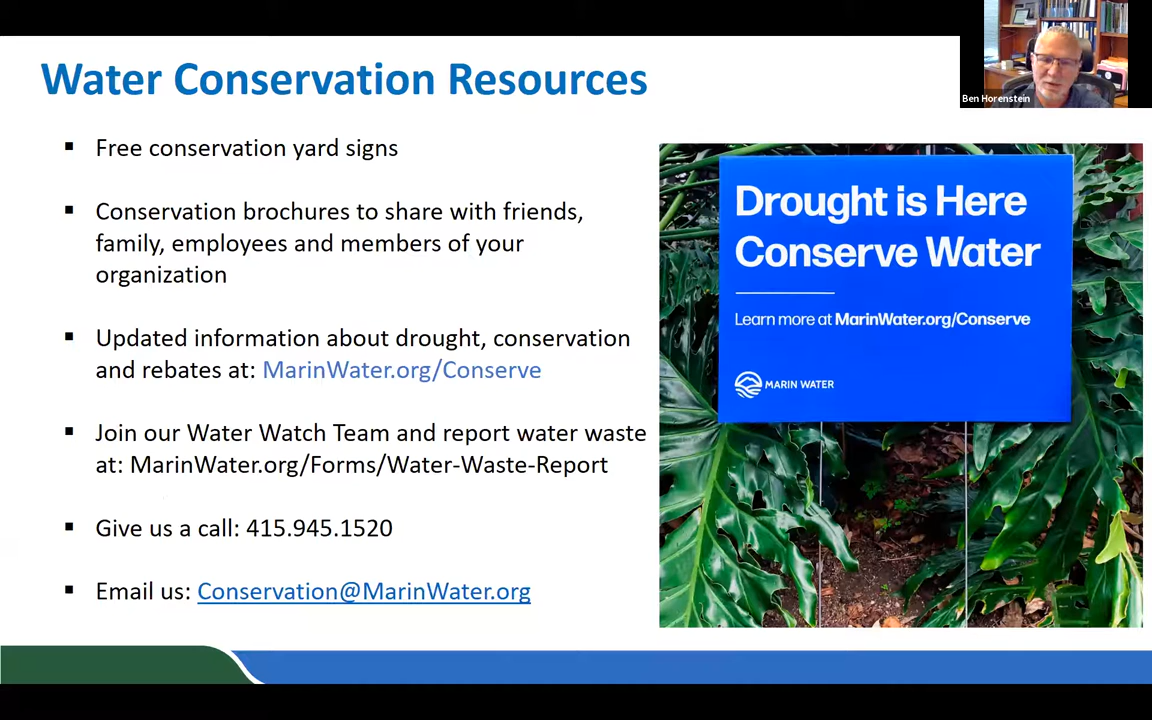 Water Conservation Resources
Ben Horenstein
▪ Free conservation yard signs
▪ Conservation brochures to share with friends,
family, employees and members of your
organization
▪ Updated information about drought, conservation
and rebates at: MarinWater.org/Conserve
▪ Join our Water Watch Team and report water waste
at: MarinWater.org/Forms/Water-Waste-Report
▪ Give us a call: 415.945.1520
▪ Email us: Conservation@MarinWater.org
Drought is Here
Conserve Water
Learn more at MarinWater.org/Conserve
MARIN WATER